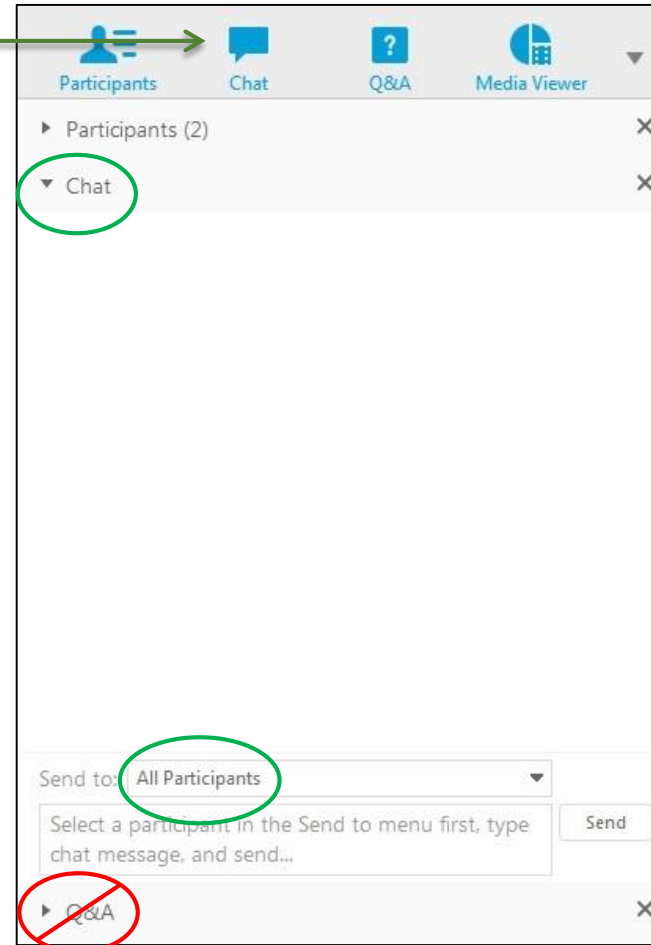 Participants Chat Q&A Media Viewer
Participants (2)
Chat
Send to: All Participants
Select a participant in the Send to menu first, type
chat message, and send...
Send
Q&A